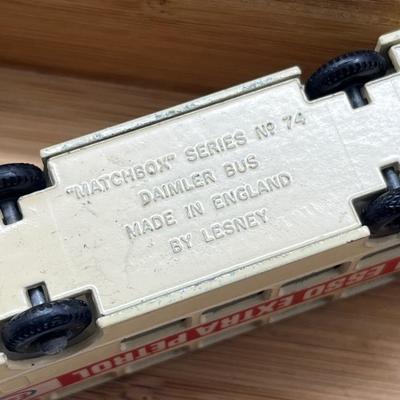 "MATCHBOX" SERIES Nº 74
DAIMLER BUS
MADE IN ENGLAND
BY LESNEY
ESSO EXTRA PETROL